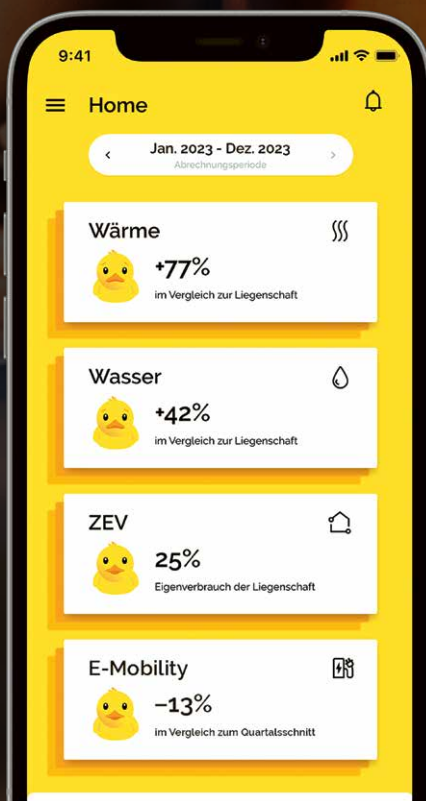 9:41
Home
Jan. 2023 - Dez. 2023
Abrechnungsperiode
Wärme
+77%
im Vergleich zur Liegenschaft
Wasser
+42%
im Vergleich zur Liegenschaft
ZEV
25%
Eigenverbrauch der Liegenschaft
E-Mobility
–13%
im Vergleich zum Quartalsschnitt